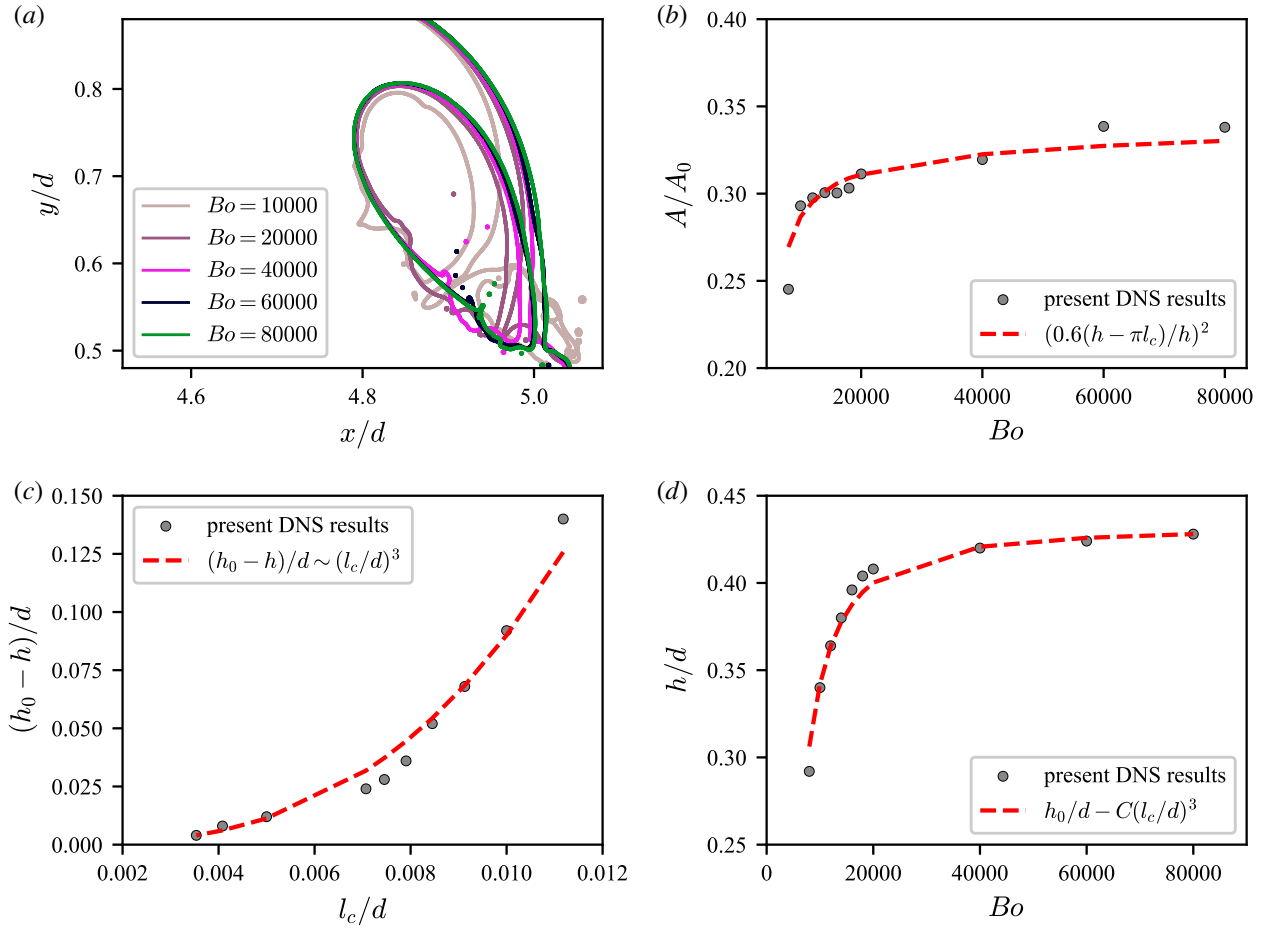 (a)
0.8
0.7
0.6
0.5
y/d
Bo = 10000
Bo = 20000
Bo = 40000
Bo = 60000
Bo = 80000
4.6
4.8
5.0
x/d
(b)
0.40
0.35
0.30
0.25
0.20
A/A₀
present DNS results
(0.6(h − πl_c)/h)²
20000
40000
60000
80000
Bo
(c)
0.150
0.125
0.100
0.075
0.050
0.025
0.000
(h₀ − h)/d
present DNS results
(h₀ − h)/d ∼ (l_c/d)³
0.002
0.004
0.006
0.008
0.010
0.012
l_c/d
(d)
0.45
0.40
0.35
0.30
0.25
h/d
present DNS results
h₀/d − C(l_c/d)³
0
20000
40000
60000
80000
Bo